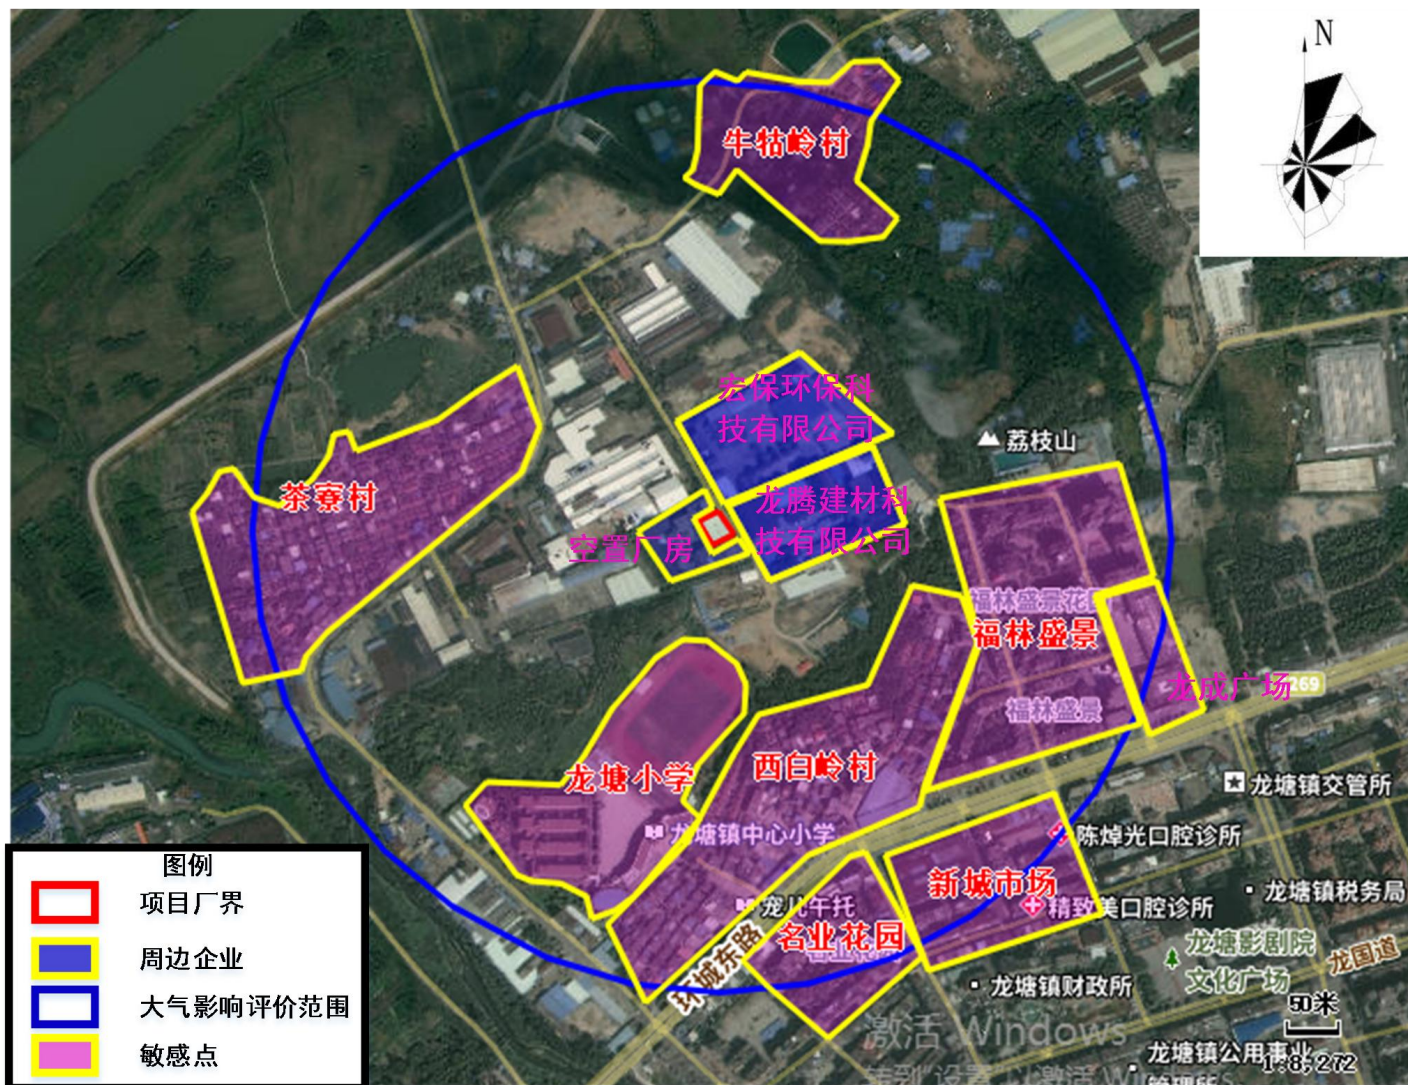 N
牛牯岭村
宏保环保科
技有限公司
荔枝山
茶寮村
龙腾建材科
技有限公司
空置厂房
福林盛景
福林盛景
龙成广场
269
西白岭村
龙塘小学
龙塘镇中心小学
龙塘镇交管所
陈焯光口腔诊所
新城市场
龙塘镇税务局
精致美口腔诊所
宠儿午托
名业花园
环城东路
龙塘影剧院
文化广场
龙国道
龙塘镇财政所
50米
激活 Windows
龙塘镇公用事业
1:8,272
图例
项目厂界
周边企业
大气影响评价范围
敏感点